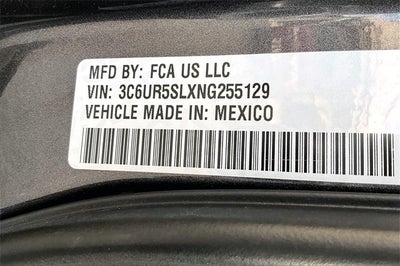 MFD BY: FCA US LLC
VIN: 3C6UR5SLXNG255129
VEHICLE MADE IN: MEXICO